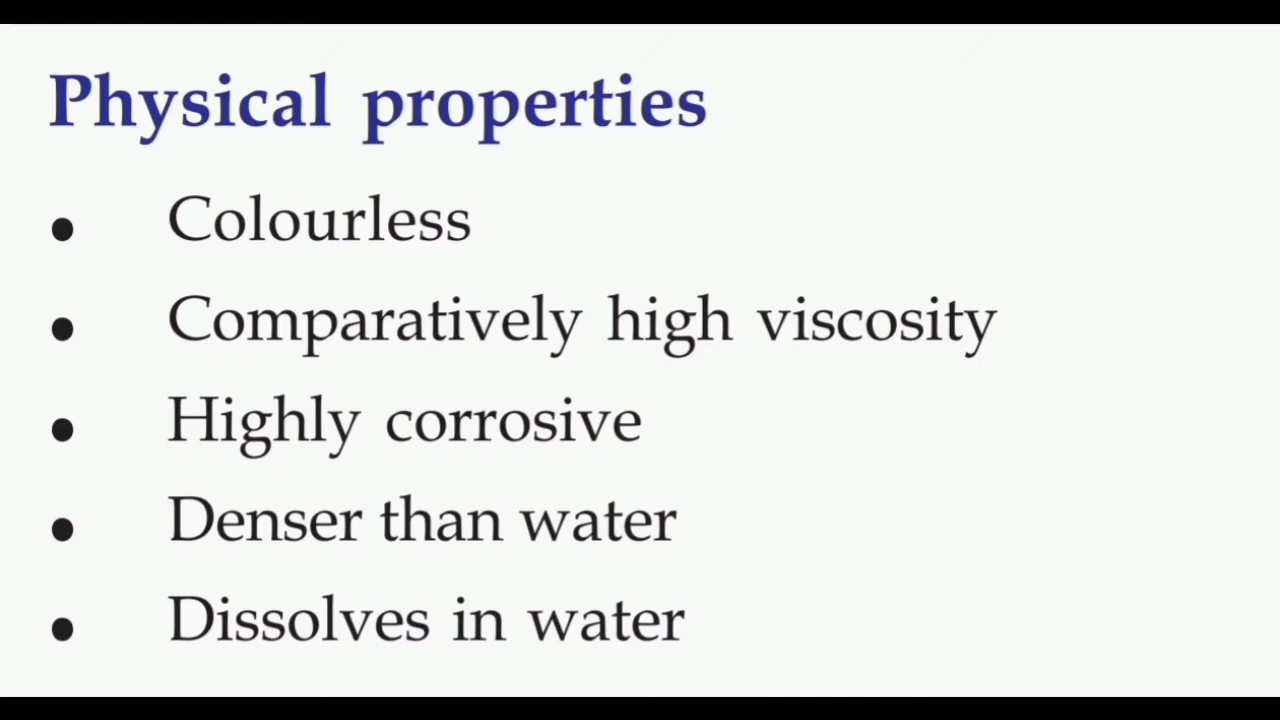 Physical properties
• Colourless
• Comparatively high viscosity
• Highly corrosive
• Denser than water
• Dissolves in water